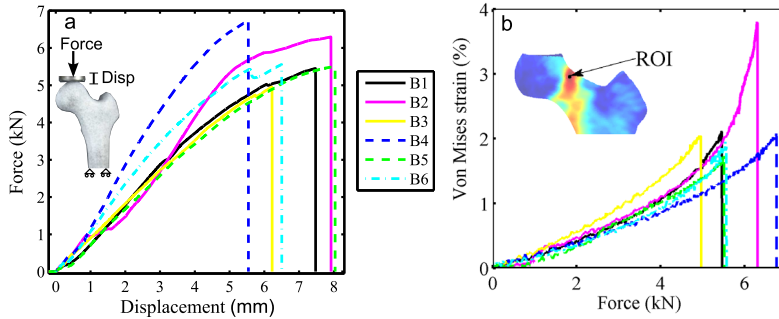 a
7
6
5
4
3
2
1
0
Force (kN)
Force
Disp
0 1 2 3 4 5 6 7 8
Displacement (mm)
B1
B2
B3
B4
B5
B6
b
4
3
2
1
0
Von Mises strain (%)
ROI
0 2 4 6
Force (kN)